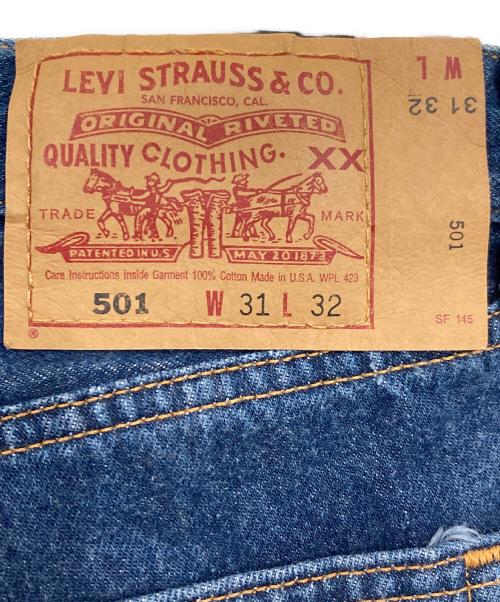 LEVI STRAUSS & CO.
SAN FRANCISCO, CAL.
ORIGINAL RIVETED
QUALITY CLOTHING. XX
TRADE MARK
PATENTED IN U.S. MAY 20 1873
Care Instructions Inside Garment 100% Cotton Made in U.S.A. WPL 423
501 W 31 L 32
®
W L
31 32
501
SF 145